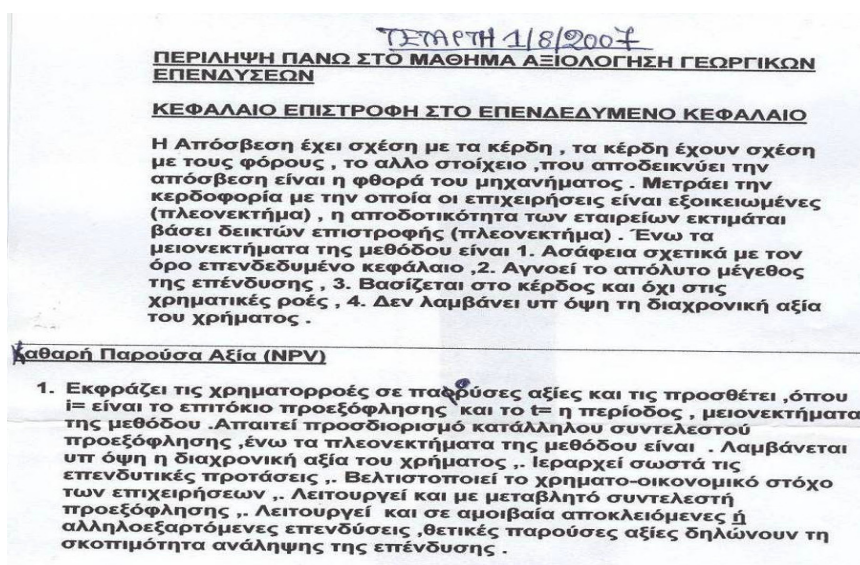 ΤΕΤΑΡΤΗ 1/8/2007
ΠΕΡΙΛΗΨΗ ΠΑΝΩ ΣΤΟ ΜΑΘΗΜΑ ΑΞΙΟΛΟΓΗΣΗ ΓΕΩΡΓΙΚΩΝ
ΕΠΕΝΔΥΣΕΩΝ
ΚΕΦΑΛΑΙΟ ΕΠΙΣΤΡΟΦΗ ΣΤΟ ΕΠΕΝΔΕΔΥΜΕΝΟ ΚΕΦΑΛΑΙΟ
Η Απόσβεση έχει σχέση με τα κέρδη , τα κέρδη έχουν σχέση
με τους φόρους , το αλλο στοίχειο ,που αποδεικνύει την
απόσβεση είναι η φθορά του μηχανήματος . Μετράει την
κερδοφορία με την οποία οι επιχειρήσεις είναι εξοικειωμένες
(πλεονεκτήμα) , η αποδοτικότητα των εταιρείων εκτιμάται
βάσει δεικτών επιστροφής (πλεονεκτήμα) . Ένω τα
μειονεκτήματα της μεθόδου είναι 1. Ασάφεια σχετικά με τον
όρο επενδεδυμένο κεφάλαιο ,2. Αγνοεί το απόλυτο μέγεθος
της επένδυσης , 3. Βασίζεται στο κέρδος και όχι στις
χρηματικές ροές , 4. Δεν λαμβάνει υπ όψη τη διαχρονική αξία
του χρήματος .
Καθαρή Παρούσα Αξία (NPV)
1. Εκφράζει τις χρηματορροές σε παρούσες αξίες και τις προσθέτει ,όπου
i= είναι το επιτόκιο προεξόφλησης και το t= η περίοδος , μειονεκτήματα
της μεθόδου .Απαιτεί προσδιορισμό κατάλληλου συντελεστού
προεξόφλησης ,ένω τα πλεονεκτήματα της μεθόδου είναι . Λαμβάνεται
υπ όψη η διαχρονική αξία του χρήματος ,. Ιεραρχεί σωστά τις
επενδυτικές προτάσεις ,. Βελτιστοποιεί το χρηματο-οικονομικό στόχο
των επιχειρήσεων ,. Λειτουργεί και με μεταβλητό συντελεστή
προεξόφλησης ,. Λειτουργεί και σε αμοιβαία αποκλειόμενες ή
αλληλοεξαρτόμενες επενδύσεις ,θετικές παρούσες αξίες δηλώνουν τη
σκοπιμότητα ανάληψης της επένδυσης .